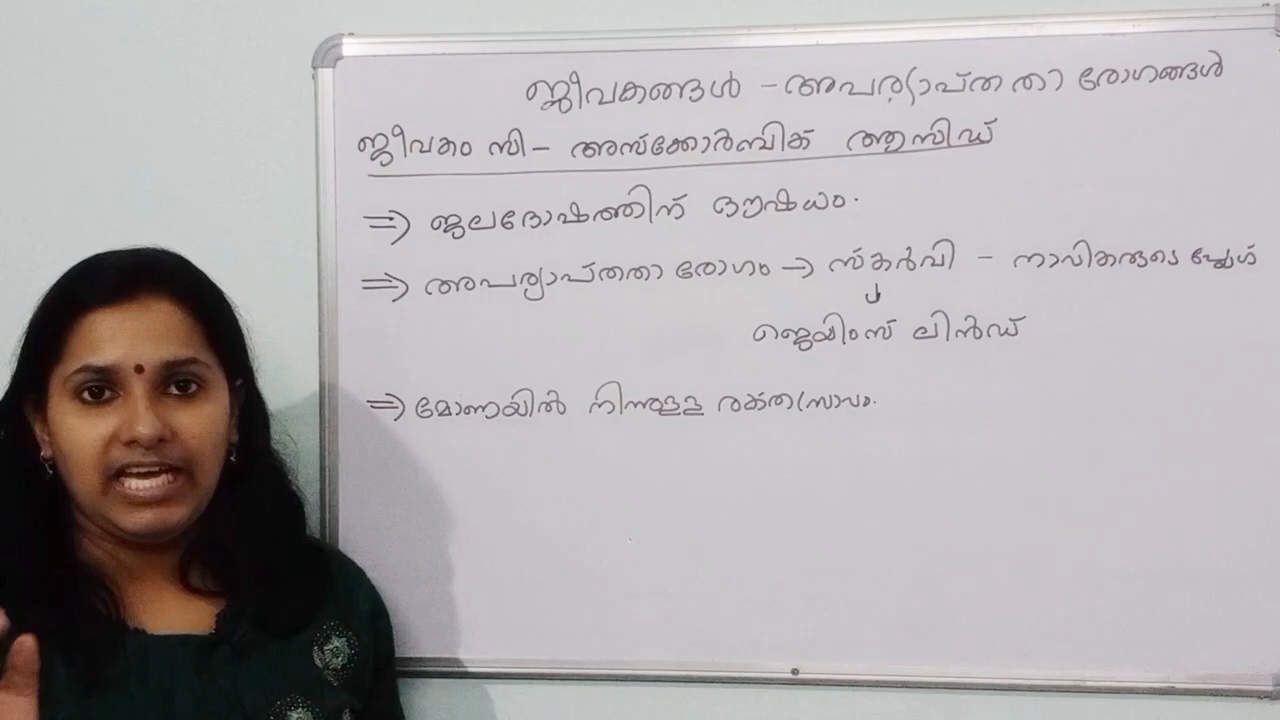 ജീവകങ്ങൾ - അപര്യാപ്തതാ രോഗങ്ങൾ
ജീവകം സി - അസ്ക്കോർബിക് ആസിഡ്
⇒ ജലദോഷത്തിന് ഔഷധം.
⇒ അപര്യാപ്തതാ രോഗം → സ്കർവി - നാവികരുടെ പ്ലേഗ്
↓
ജെയിംസ് ലിൻഡ്
⇒ മോണയിൽ നിന്നുള്ള രക്തസ്രാവം.